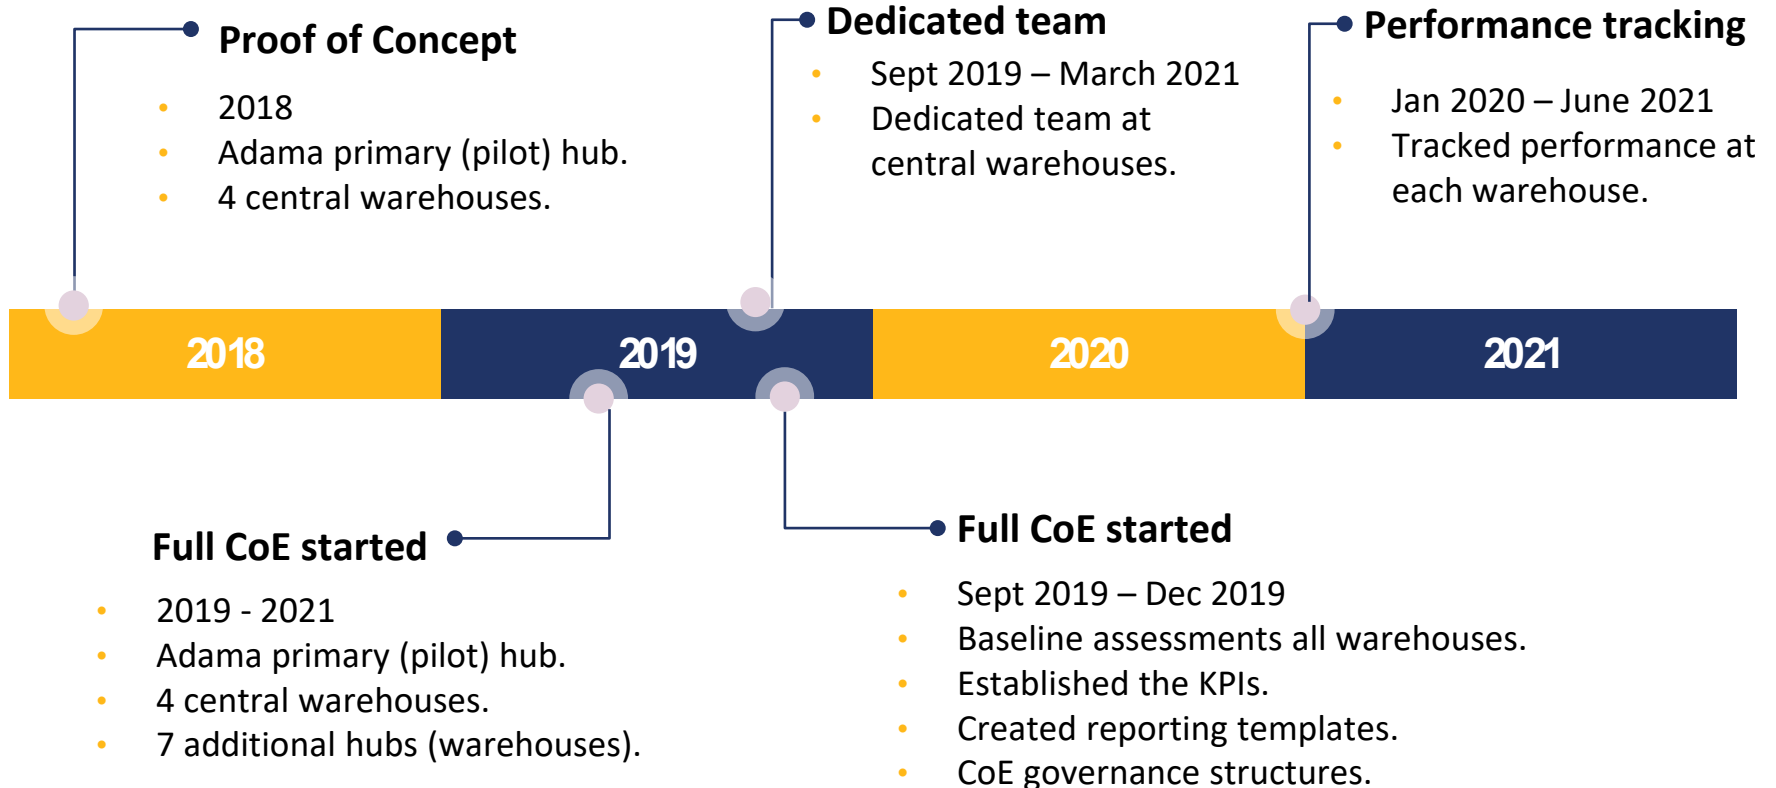 Proof of Concept
• 2018
• Adama primary (pilot) hub.
• 4 central warehouses.
Dedicated team
• Sept 2019 – March 2021
• Dedicated team at
central warehouses.
Performance tracking
• Jan 2020 – June 2021
• Tracked performance at
each warehouse.
2018
2019
2020
2021
Full CoE started
• 2019 - 2021
• Adama primary (pilot) hub.
• 4 central warehouses.
• 7 additional hubs (warehouses).
Full CoE started
• Sept 2019 – Dec 2019
• Baseline assessments all warehouses.
• Established the KPIs.
• Created reporting templates.
• CoE governance structures.